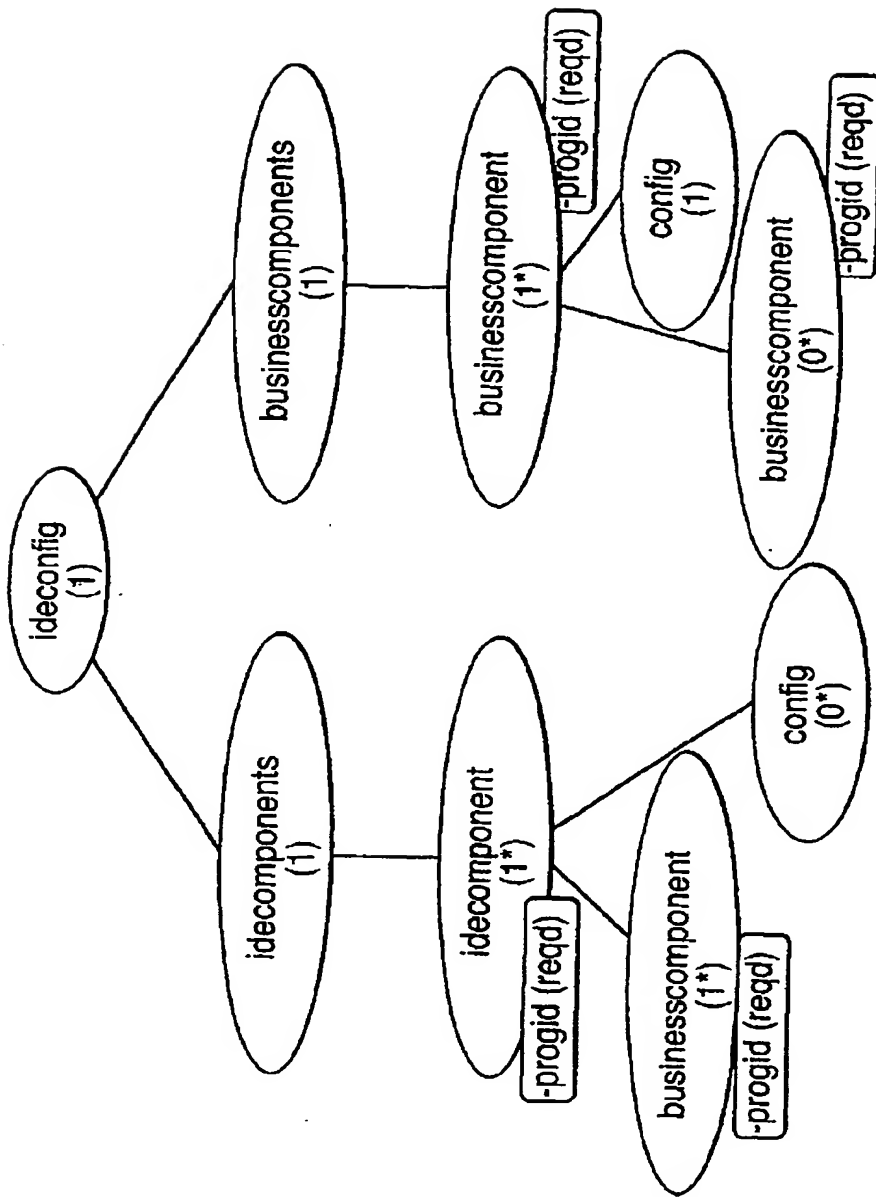 ideconfig
(1)
idecomponents
(1)
businesscomponents
(1)
idecomponent
(1*)
-progid (reqd)
businesscomponent
(1*)
-progid (reqd)
businesscomponent
(1*)
-progid (reqd)
config
(0*)
config
(1)
businesscomponent
(0*)
-progid (reqd)